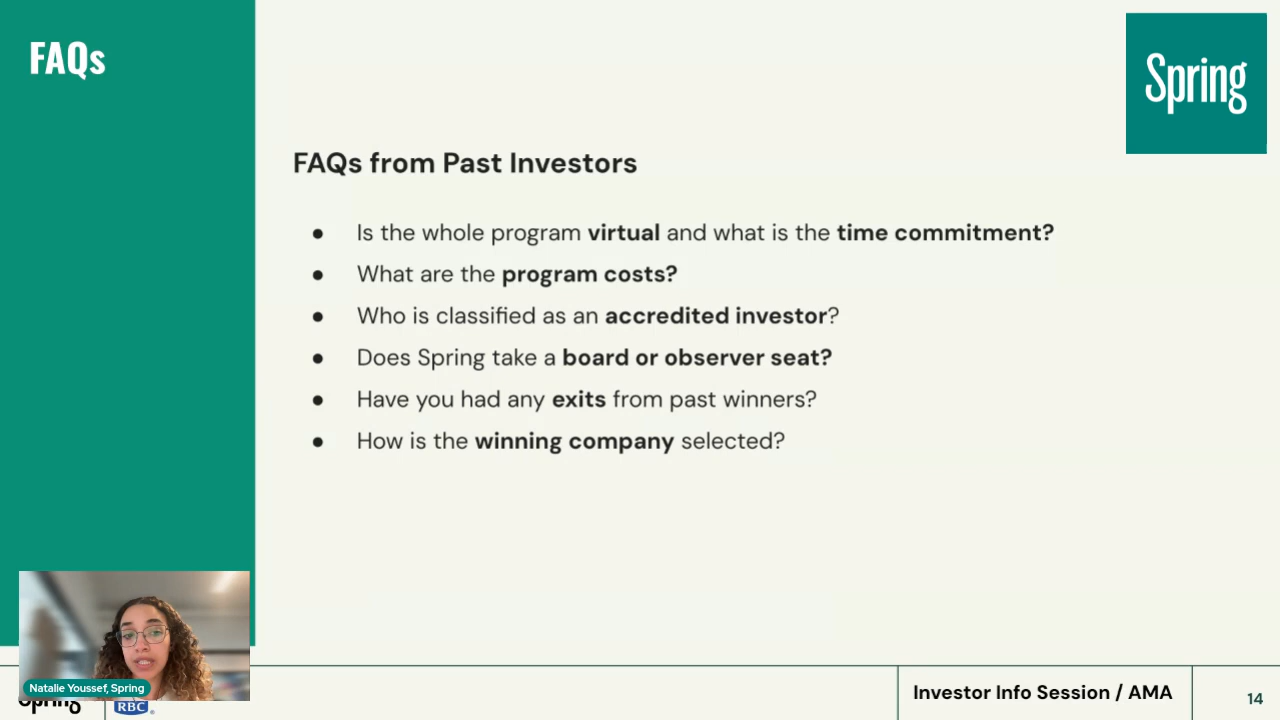 FAQs
Spring
FAQs from Past Investors
● Is the whole program virtual and what is the time commitment?
● What are the program costs?
● Who is classified as an accredited investor?
● Does Spring take a board or observer seat?
● Have you had any exits from past winners?
● How is the winning company selected?
Natalie Youssef, Spring
Spring
RBC®
Investor Info Session / AMA
14